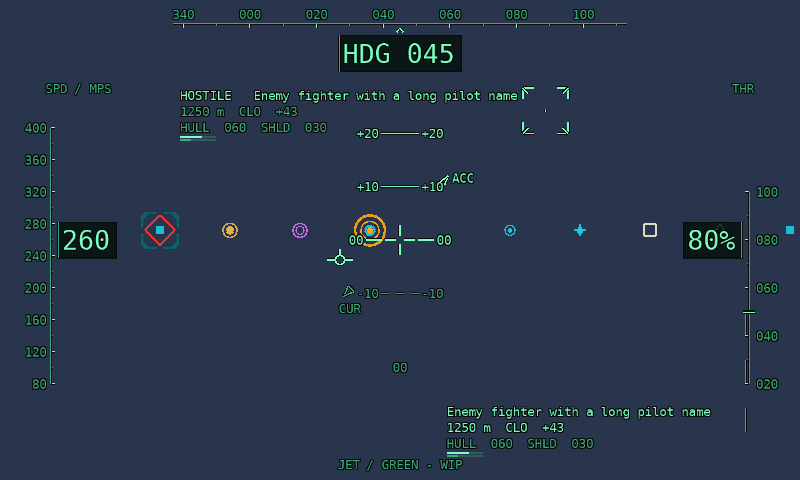 340 000 020 040 060 080 100
HDG 045
SPD / MPS
THR
HOSTILE Enemy fighter with a long pilot name
1250 m CLO +43
HULL 060 SHLD 030
+20 +20
+10 +10
ACC
00 00
-10 -10
CUR
00
400
360
320
280
240
200
160
120
80
260
80%
100
080
060
040
020
Enemy fighter with a long pilot name
1250 m CLO +43
HULL 060 SHLD 030
JET / GREEN - WIP